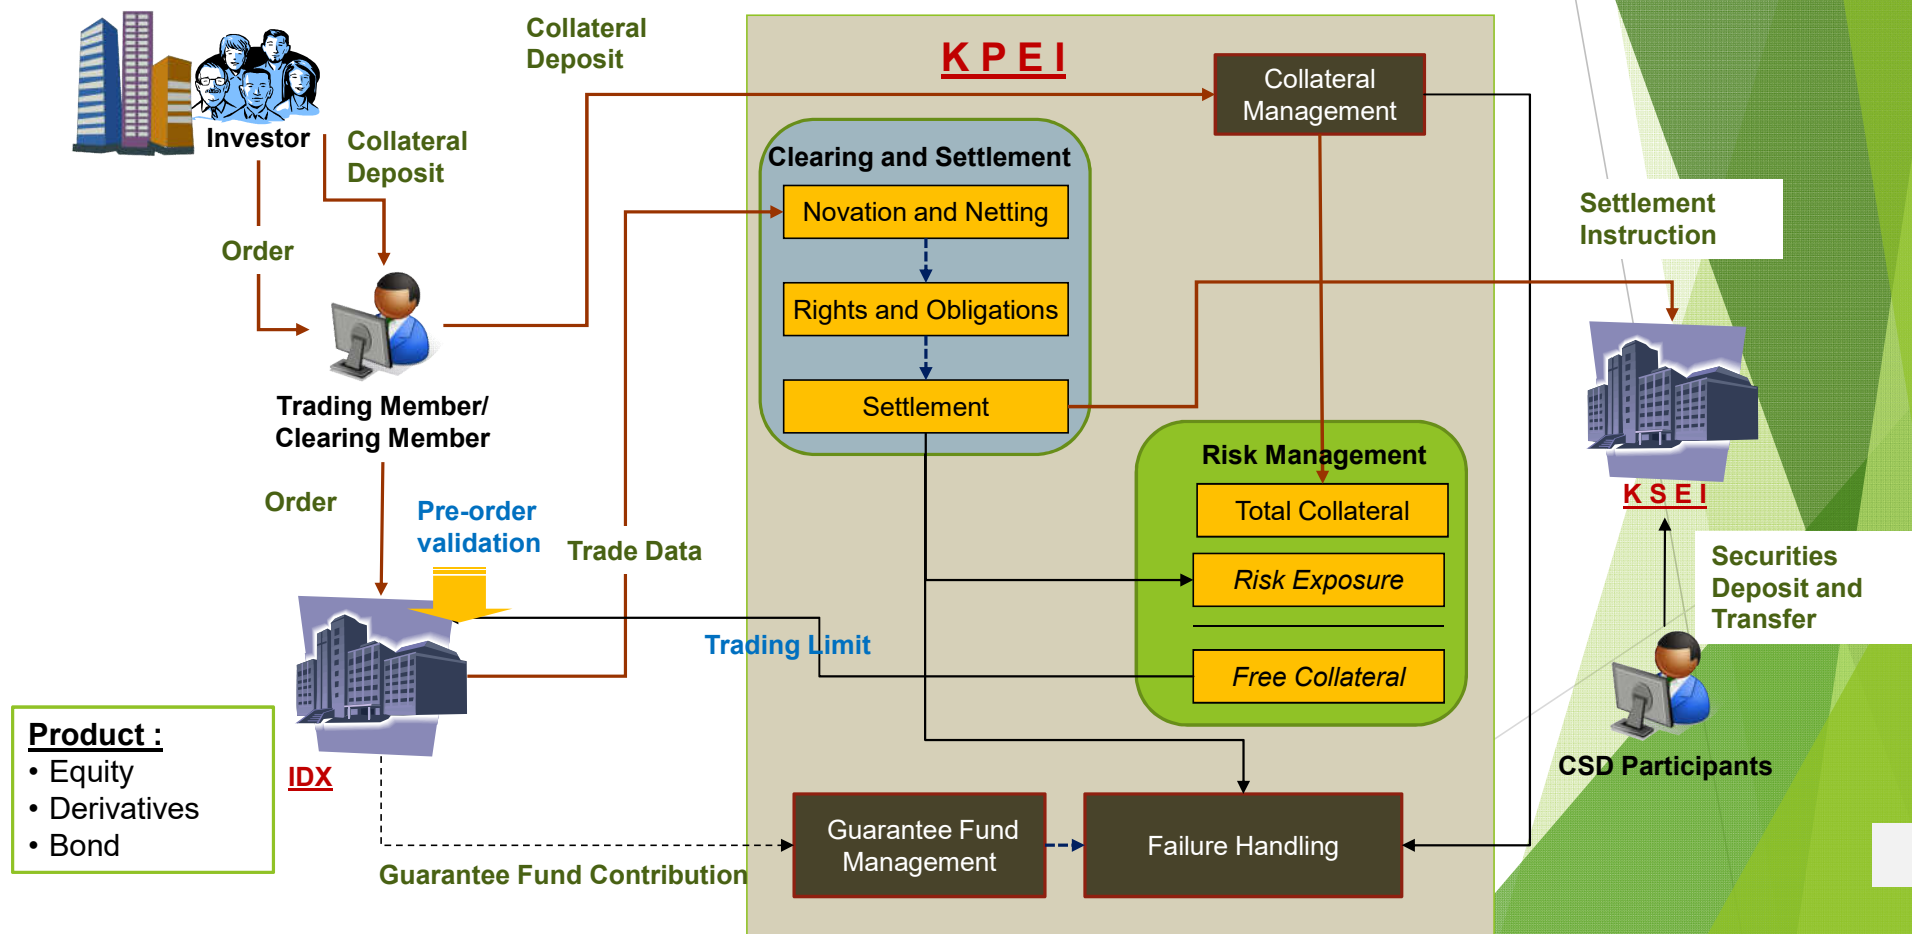 Collateral
Deposit
K P E I
Collateral
Management
Investor
Collateral
Deposit
Clearing and Settlement
Novation and Netting
Settlement
Instruction
Order
Rights and Obligations
Settlement
Trading Member/
Clearing Member
Risk Management
K S E I
Order
Pre-order
validation
Total Collateral
Trade Data
Securities
Deposit and
Transfer
Risk Exposure
Trading Limit
Free Collateral
Product :
• Equity
• Derivatives
• Bond
IDX
CSD Participants
Guarantee Fund
Management
Failure Handling
Guarantee Fund Contribution